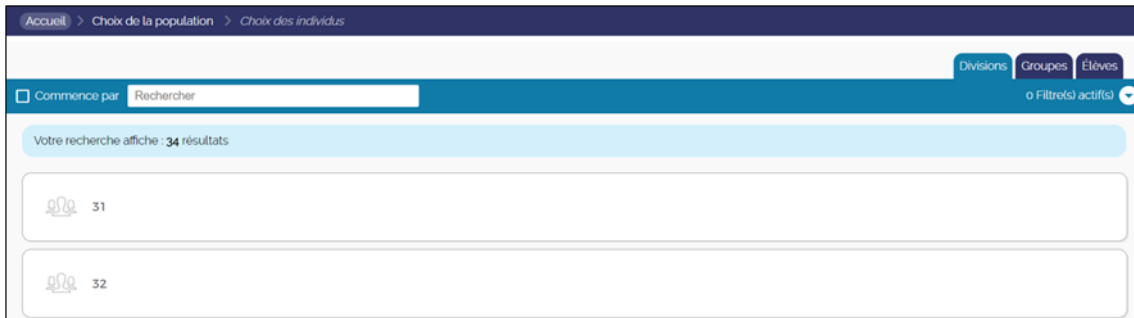 Accueil > Choix de la population > Choix des individus
Divisions Groupes Élèves
Commence par Rechercher 0 Filtre(s) actif(s)
Votre recherche affiche : 34 résultats
31
32